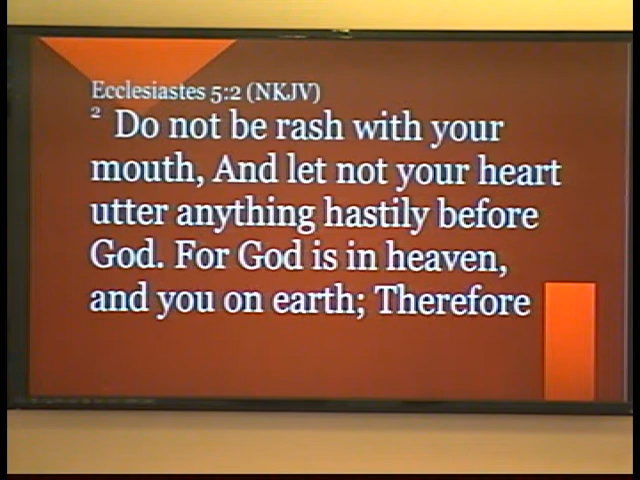 Ecclesiastes 5:2 (NKJV)
2 Do not be rash with your
mouth, And let not your heart
utter anything hastily before
God. For God is in heaven,
and you on earth; Therefore